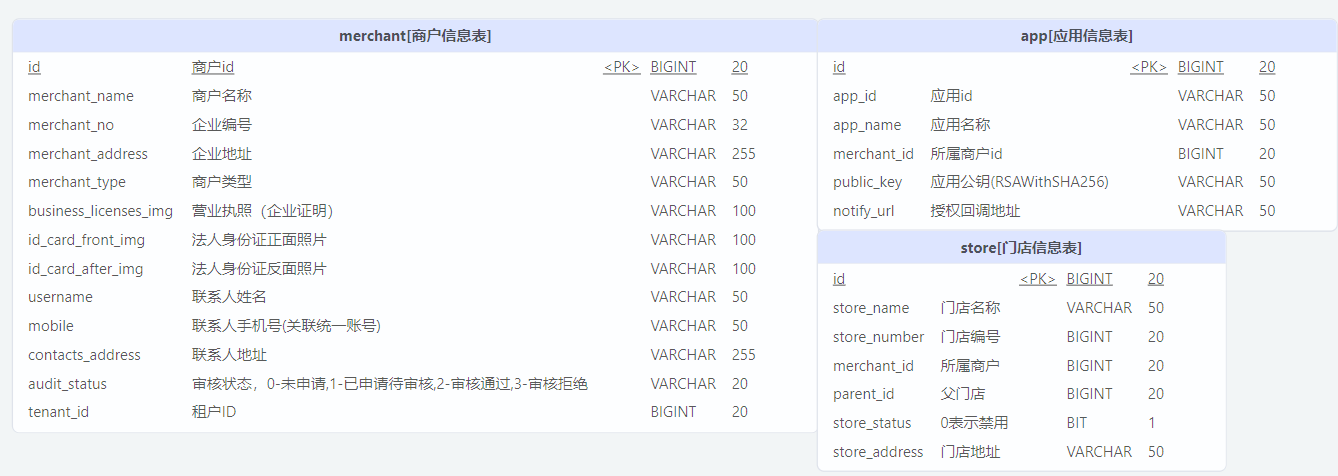 merchant[商户信息表]
id 商户id <PK> BIGINT 20
merchant_name 商户名称 VARCHAR 50
merchant_no 企业编号 VARCHAR 32
merchant_address 企业地址 VARCHAR 255
merchant_type 商户类型 VARCHAR 50
business_licenses_img 营业执照（企业证明） VARCHAR 100
id_card_front_img 法人身份证正面照片 VARCHAR 100
id_card_after_img 法人身份证反面照片 VARCHAR 100
username 联系人姓名 VARCHAR 50
mobile 联系人手机号(关联统一账号) VARCHAR 50
contacts_address 联系人地址 VARCHAR 255
audit_status 审核状态，0-未申请,1-已申请待审核,2-审核通过,3-审核拒绝 VARCHAR 20
tenant_id 租户ID BIGINT 20
app[应用信息表]
id <PK> BIGINT 20
app_id 应用id VARCHAR 50
app_name 应用名称 VARCHAR 50
merchant_id 所属商户id BIGINT 20
public_key 应用公钥(RSAWithSHA256) VARCHAR 50
notify_url 授权回调地址 VARCHAR 50
store[门店信息表]
id <PK> BIGINT 20
store_name 门店名称 VARCHAR 50
store_number 门店编号 BIGINT 20
merchant_id 所属商户 BIGINT 20
parent_id 父门店 BIGINT 20
store_status 0表示禁用 BIT 1
store_address 门店地址 VARCHAR 50